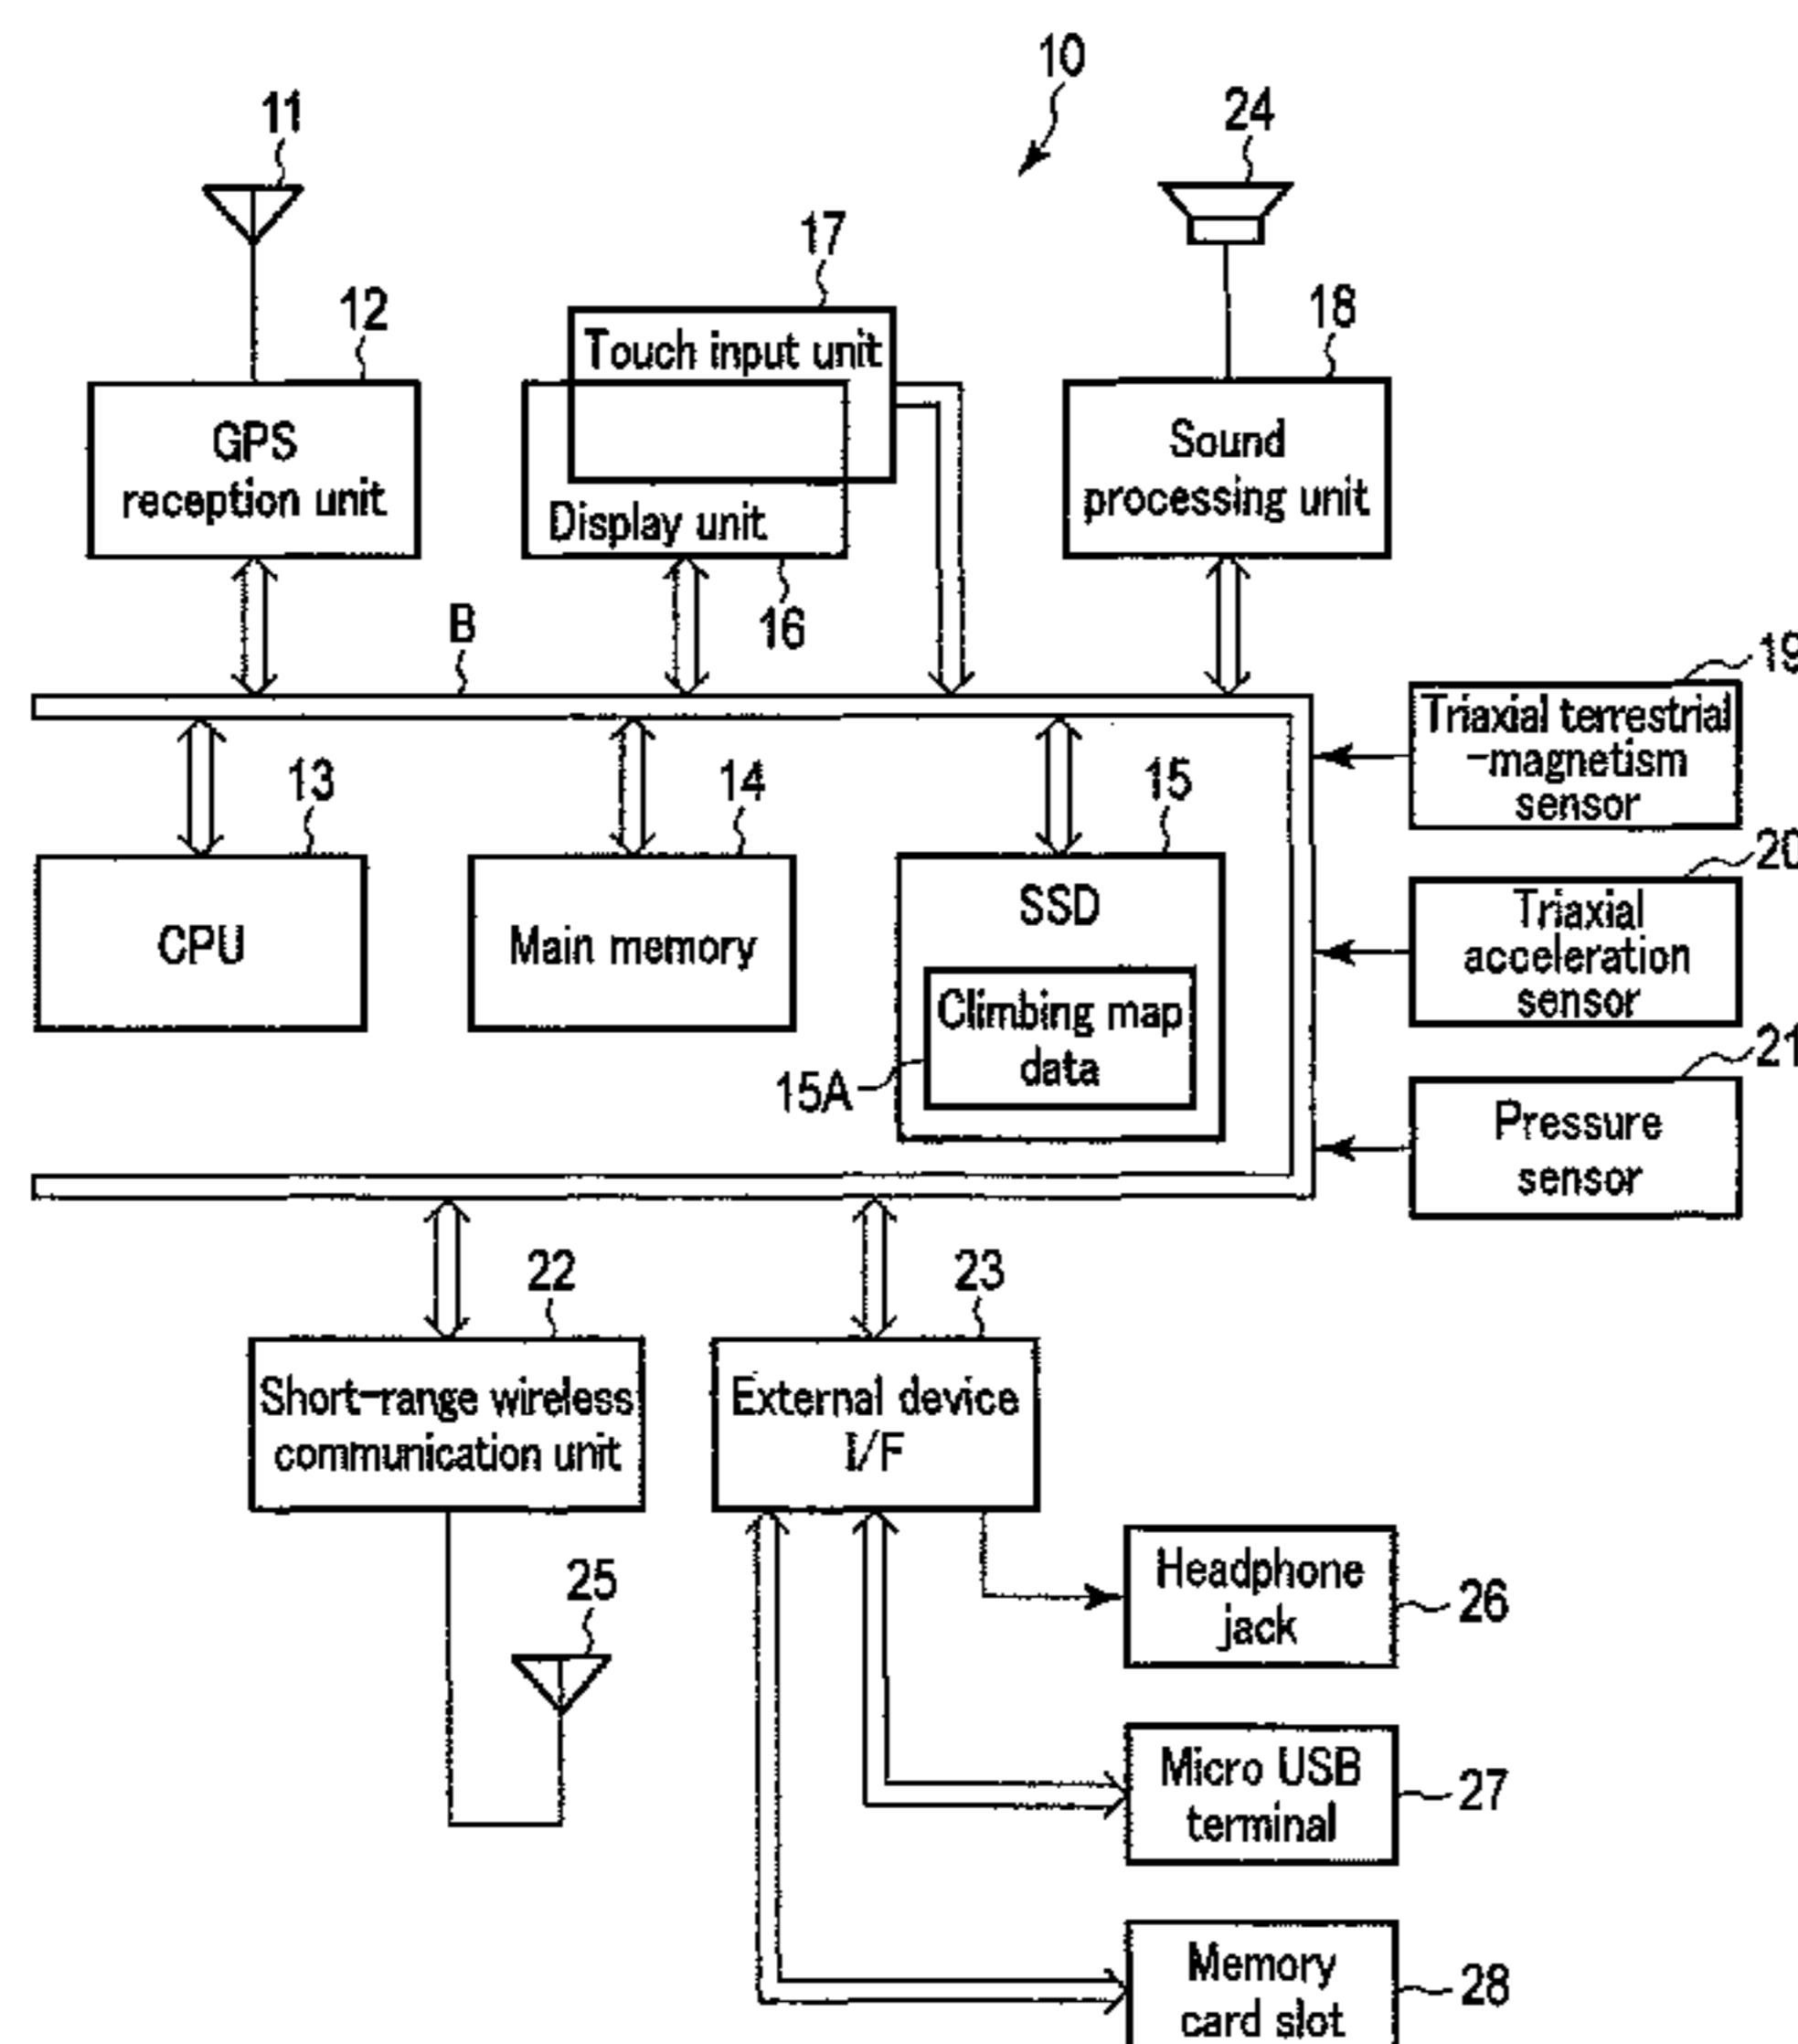 10
11
24
17
12
18
Touch input unit
GPS
reception unit
Display unit
Sound
processing unit
16
B
19
Triaxial terrestrial
-magnetism
sensor
13
14
15
20
CPU
Main memory
SSD
Climbing map
data
15A
Triaxial
acceleration
sensor
21
Pressure
sensor
22
23
Short-range wireless
communication unit
External device
I/F
25
Headphone
jack
26
Micro USB
terminal
27
Memory
card slot
28